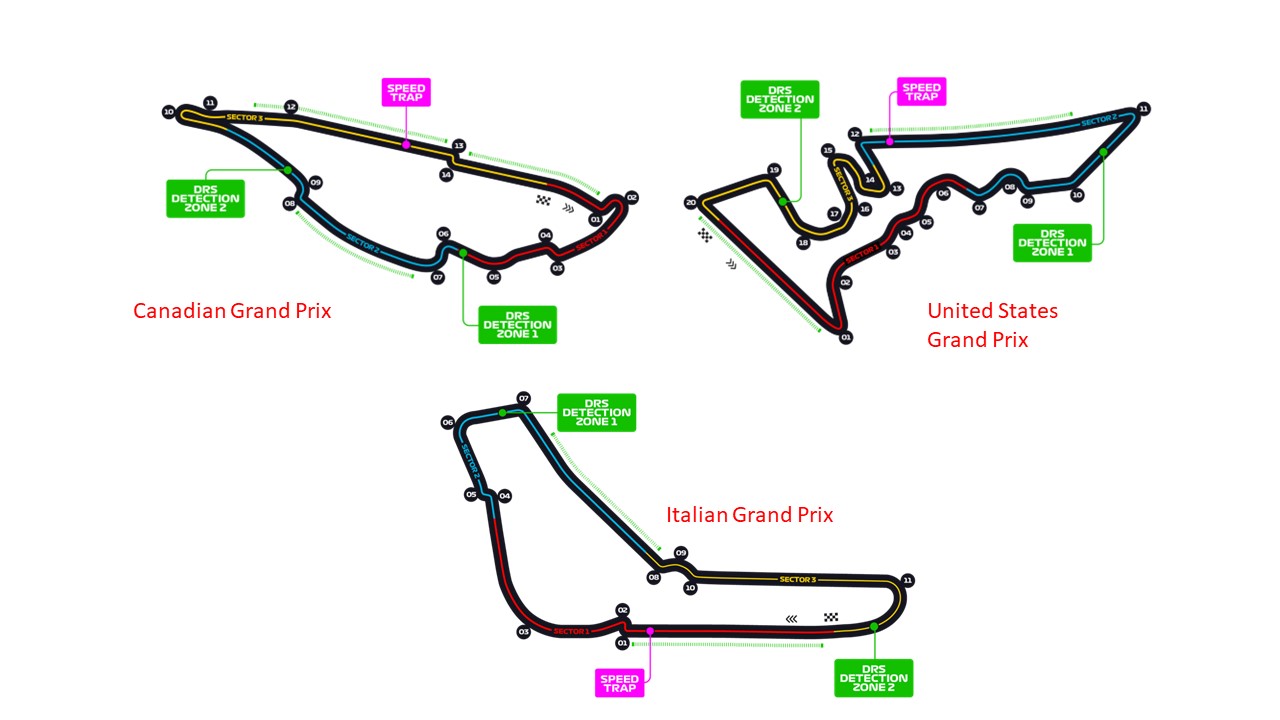 SPEED
TRAP
10
11
12
13
14
SECTOR 3
DRS
DETECTION
ZONE 2
09
08
SECTOR 2
07
06
05
04
03
SECTOR 1
02
01
DRS
DETECTION
ZONE 1
Canadian Grand Prix
DRS
DETECTION
ZONE 2
SPEED
TRAP
11
SECTOR 2
12
15
14
13
SECTOR 3
16
17
18
19
20
10
09
08
07
06
05
04
03
SECTOR 1
02
01
DRS
DETECTION
ZONE 1
United States
Grand Prix
07
DRS
DETECTION
ZONE 1
06
SECTOR 2
05
04
Italian Grand Prix
09
08
10
SECTOR 3
11
02
03
SECTOR 1
01
SPEED
TRAP
DRS
DETECTION
ZONE 2